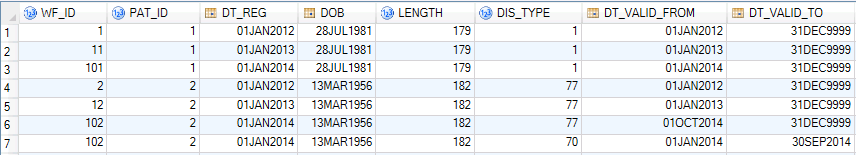 WF_ID PAT_ID DT_REG DOB LENGTH DIS_TYPE DT_VALID_FROM DT_VALID_TO
1 1 1 01JAN2012 28JUL1981 179 1 01JAN2012 31DEC9999
2 11 1 01JAN2013 28JUL1981 179 1 01JAN2013 31DEC9999
3 101 1 01JAN2014 28JUL1981 179 1 01JAN2014 31DEC9999
4 2 2 01JAN2012 13MAR1956 182 77 01JAN2012 31DEC9999
5 12 2 01JAN2013 13MAR1956 182 77 01JAN2013 31DEC9999
6 102 2 01JAN2014 13MAR1956 182 77 01OCT2014 31DEC9999
7 102 2 01JAN2014 13MAR1956 182 70 01JAN2014 30SEP2014